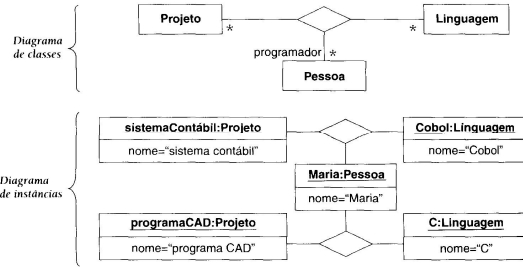 Diagrama
de classes
Projeto
*
*
Linguagem
programador
*
Pessoa
Diagrama
de instâncias
sistemaContábil:Projeto
nome="sistema contábil"
Cobol:Linguagem
nome="Cobol"
Maria:Pessoa
nome="Maria"
programaCAD:Projeto
nome="programa CAD"
C:Linguagem
nome="C"